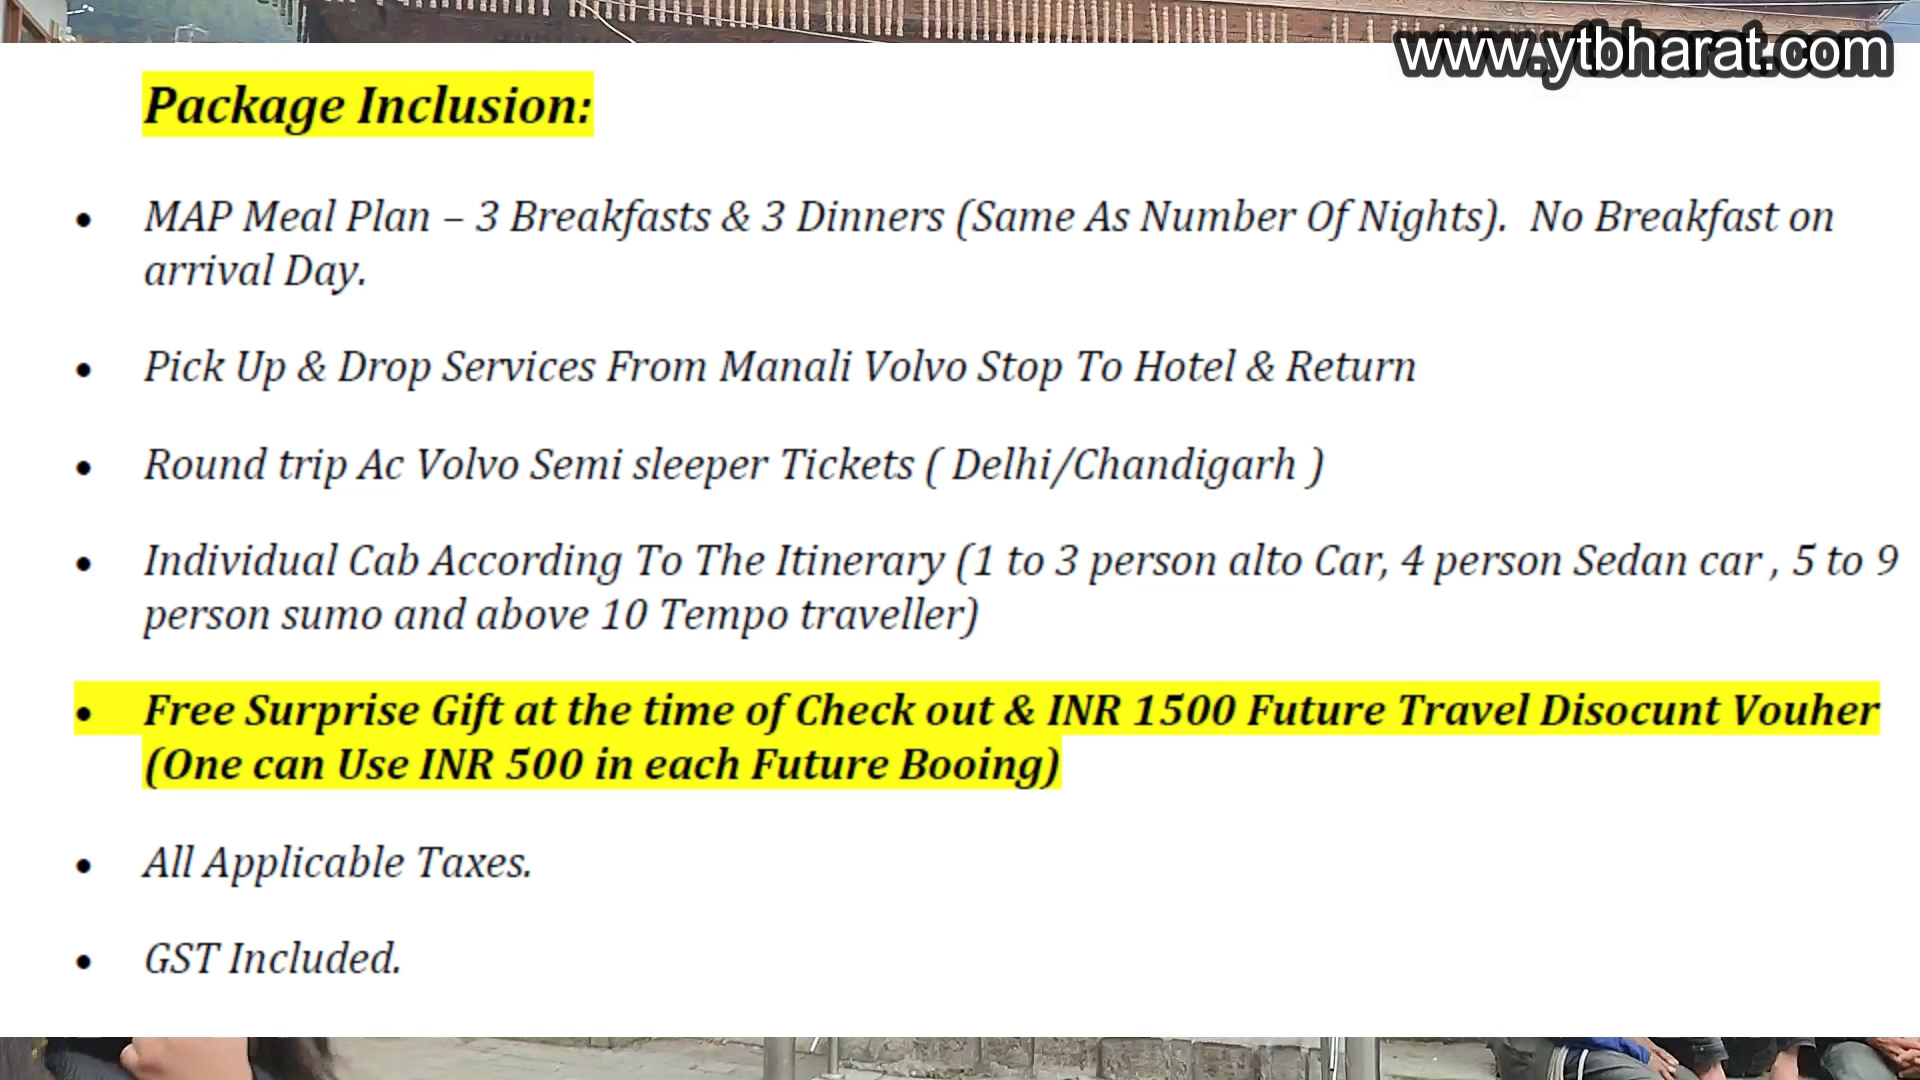 www.ytbharat.com
Package Inclusion:
• MAP Meal Plan – 3 Breakfasts & 3 Dinners (Same As Number Of Nights). No Breakfast on
arrival Day.
• Pick Up & Drop Services From Manali Volvo Stop To Hotel & Return
• Round trip Ac Volvo Semi sleeper Tickets ( Delhi/Chandigarh )
• Individual Cab According To The Itinerary (1 to 3 person alto Car, 4 person Sedan car , 5 to 9
person sumo and above 10 Tempo traveller)
• Free Surprise Gift at the time of Check out & INR 1500 Future Travel Disocunt Vouher
(One can Use INR 500 in each Future Booing)
• All Applicable Taxes.
• GST Included.